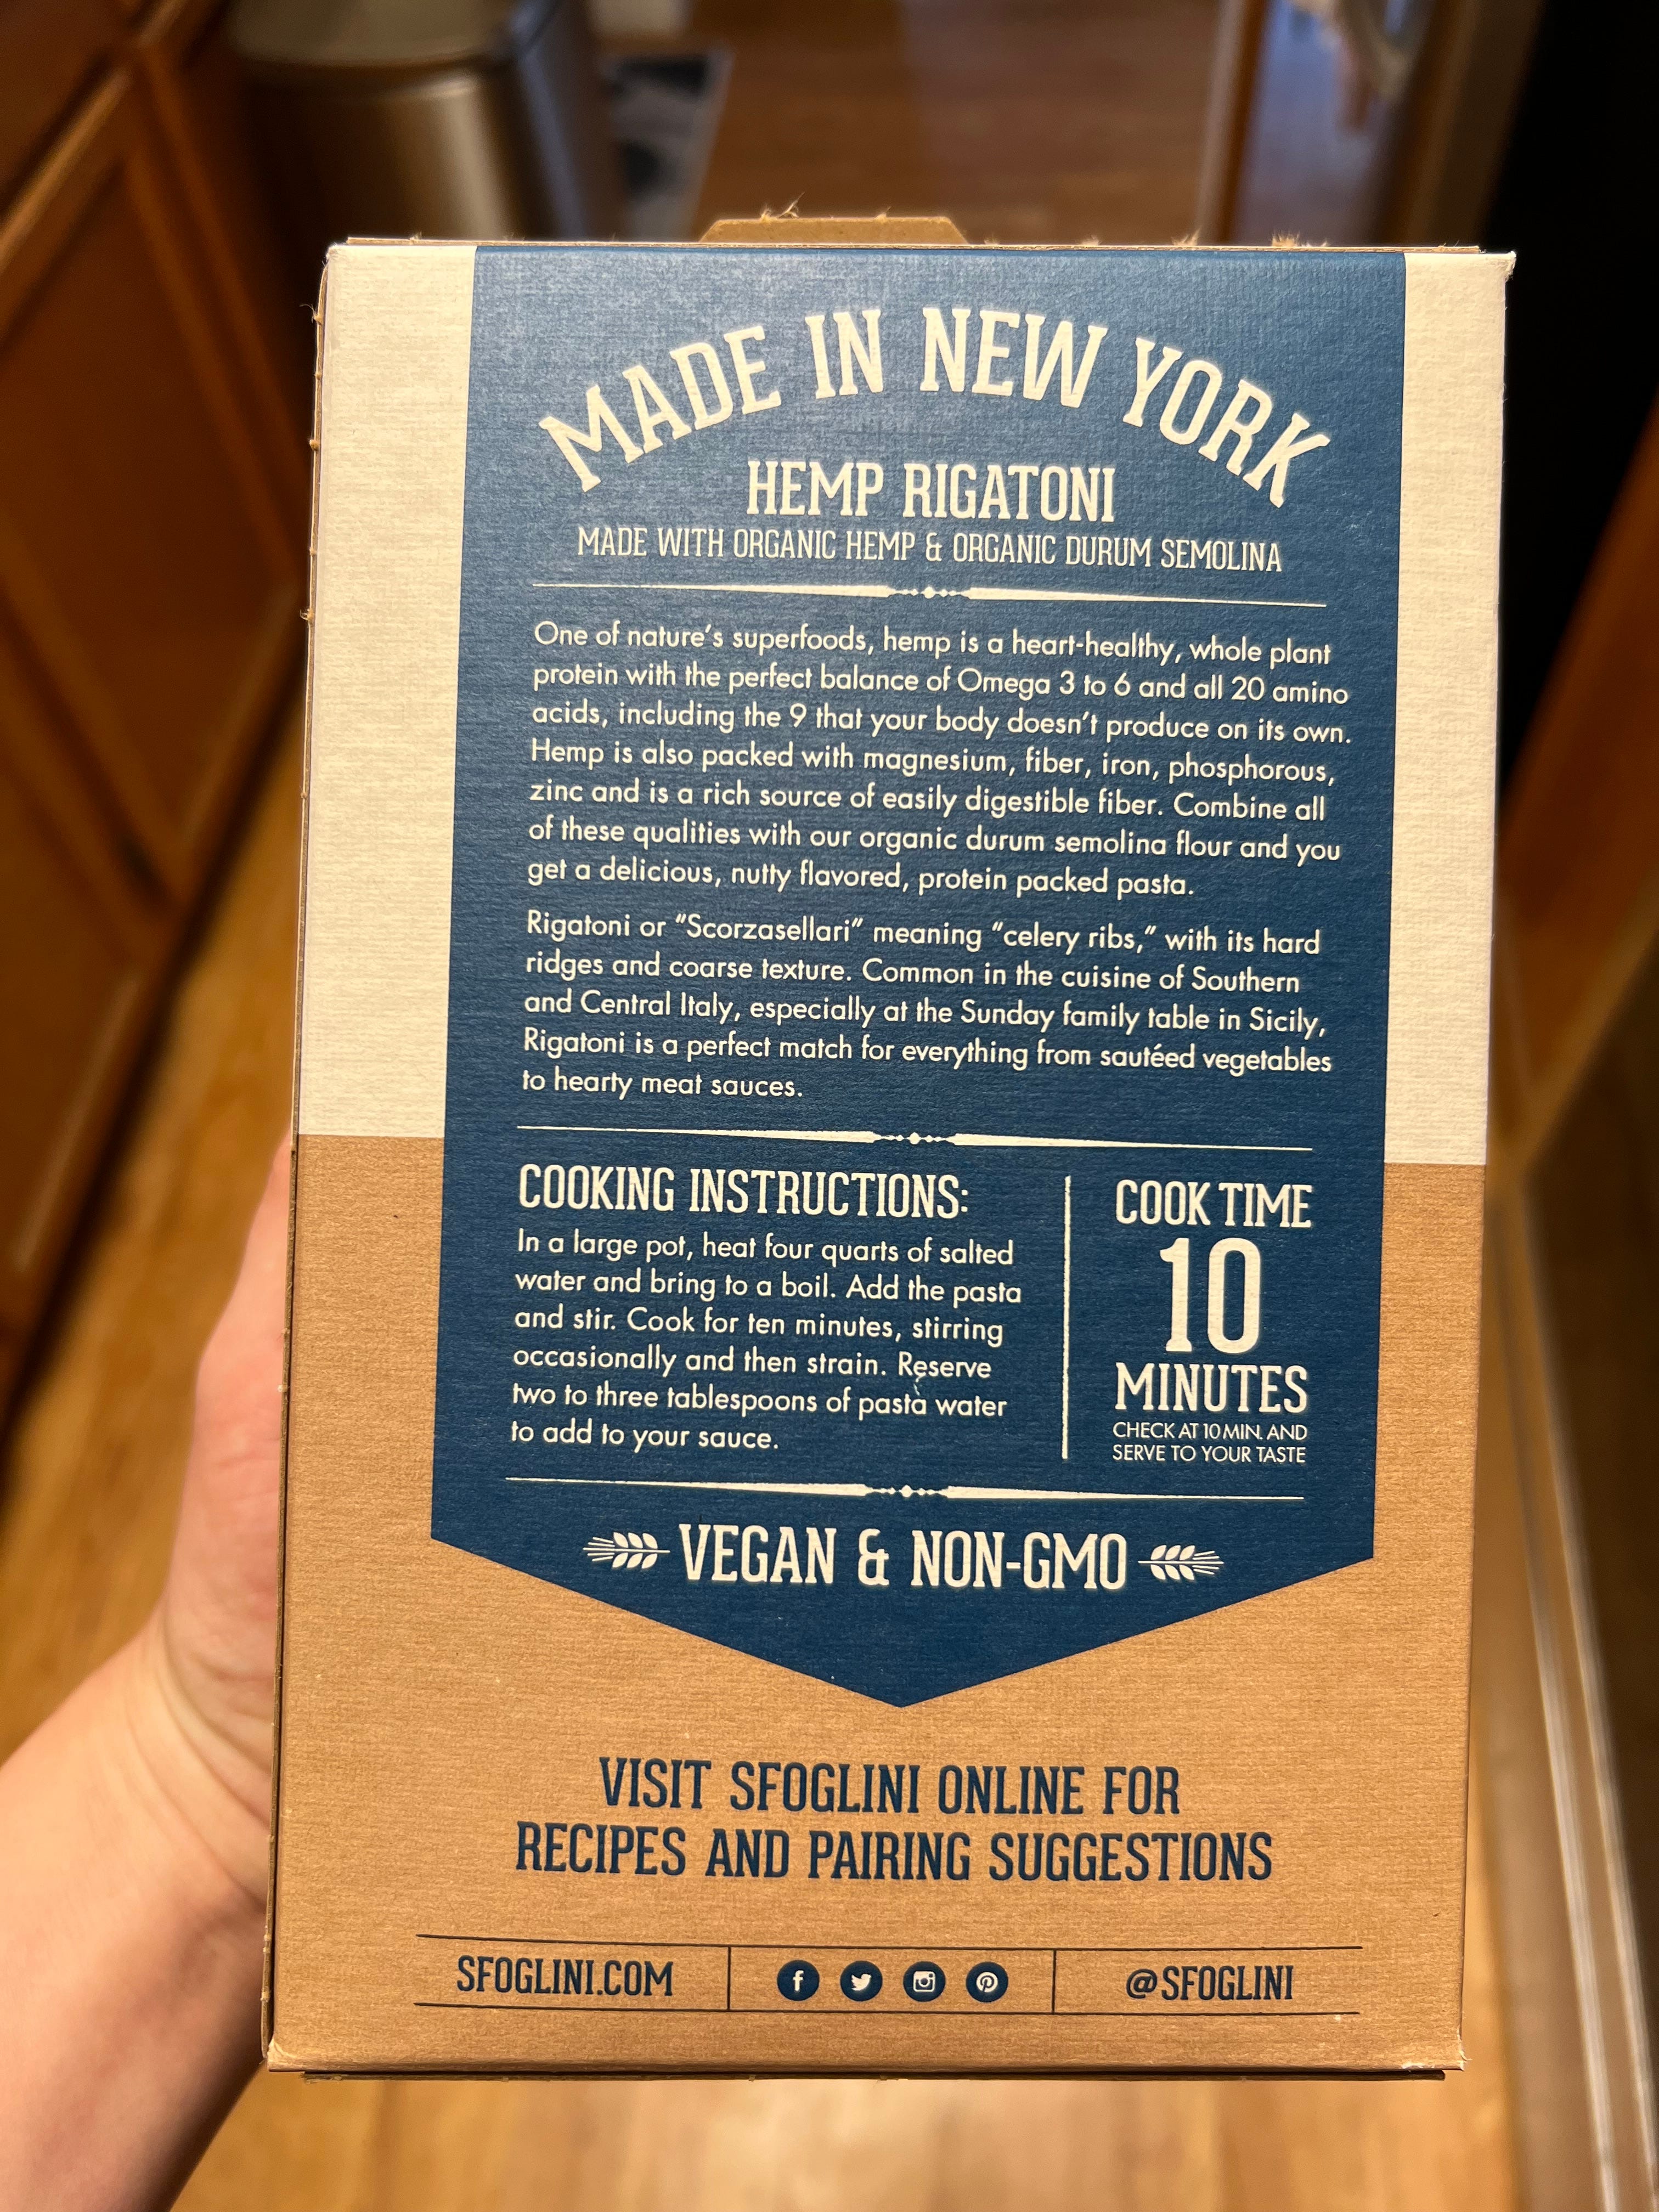 MADE IN NEW YORK
HEMP RIGATONI
MADE WITH ORGANIC HEMP & ORGANIC DURUM SEMOLINA
One of nature's superfoods, hemp is a heart-healthy, whole plant
protein with the perfect balance of Omega 3 to 6 and all 20 amino
acids, including the 9 that your body doesn't produce on its own.
Hemp is also packed with magnesium, fiber, iron, phosphorous,
zinc and is a rich source of easily digestible fiber. Combine all
of these qualities with our organic durum semolina flour and you
get a delicious, nutty flavored, protein packed pasta.
Rigatoni or "Scorzasellari" meaning "celery ribs," with its hard
ridges and coarse texture. Common in the cuisine of Southern
and Central Italy, especially at the Sunday family table in Sicily,
Rigatoni is a perfect match for everything from sautéed vegetables
to hearty meat sauces.
COOKING INSTRUCTIONS:
In a large pot, heat four quarts of salted
water and bring to a boil. Add the pasta
and stir. Cook for ten minutes, stirring
occasionally and then strain. Reserve
two to three tablespoons of pasta water
to add to your sauce.
COOK TIME
10
MINUTES
CHECK AT 10 MIN. AND
SERVE TO YOUR TASTE
VEGAN & NON-GMO
VISIT SFOGLINI ONLINE FOR
RECIPES AND PAIRING SUGGESTIONS
SFOGLINI.COM
@SFOGLINI